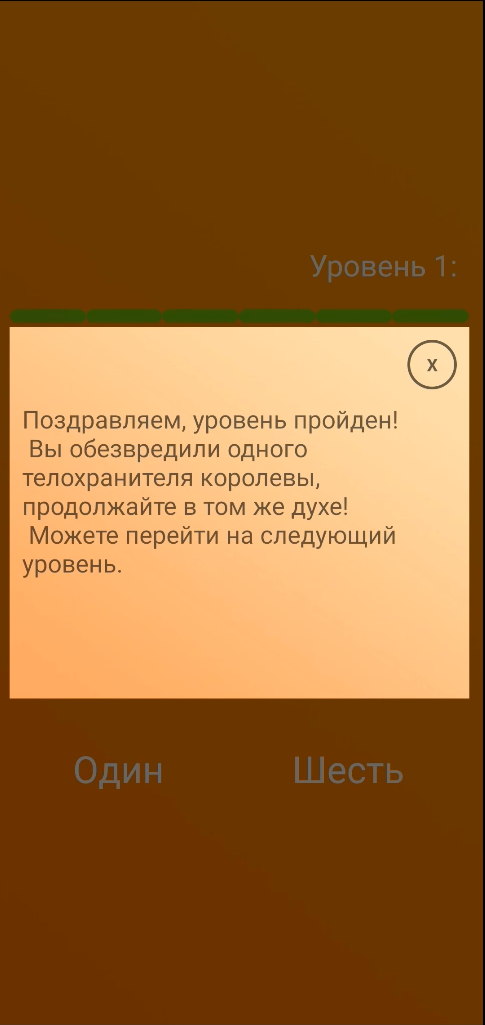 Уровень 1:
x
Поздравляем, уровень пройден!
Вы обезвредили одного
телохранителя королевы,
продолжайте в том же духе!
Можете перейти на следующий
уровень.
Один Шесть